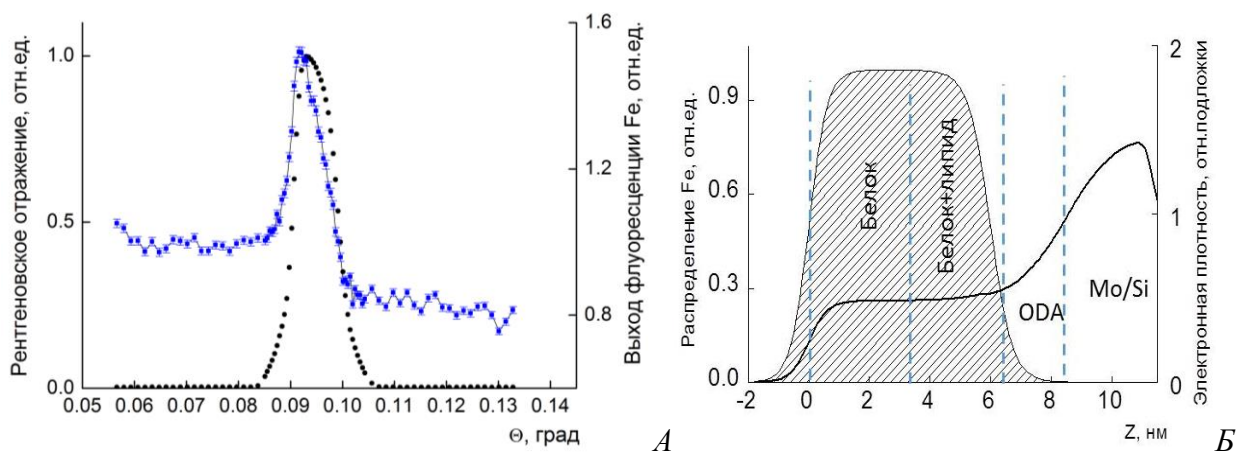 Рентгеновское отражение, отн.ед.
1.0
0.5
0.0
0.05 0.06 0.07 0.08 0.09 0.10 0.11 0.12 0.13 0.14
Θ, град
1.6
1.2
0.8
Выход флуоресценции Fe, отн.ед.
А
Распределение Fe, отн.ед.
0.9
0.6
0.3
0.0
-2 0 2 4 6 8 10
Z, нм
Белок
Белок+липид
ODA
Mo/Si
2
1
0
Электронная плотность, отн.подложки
Б